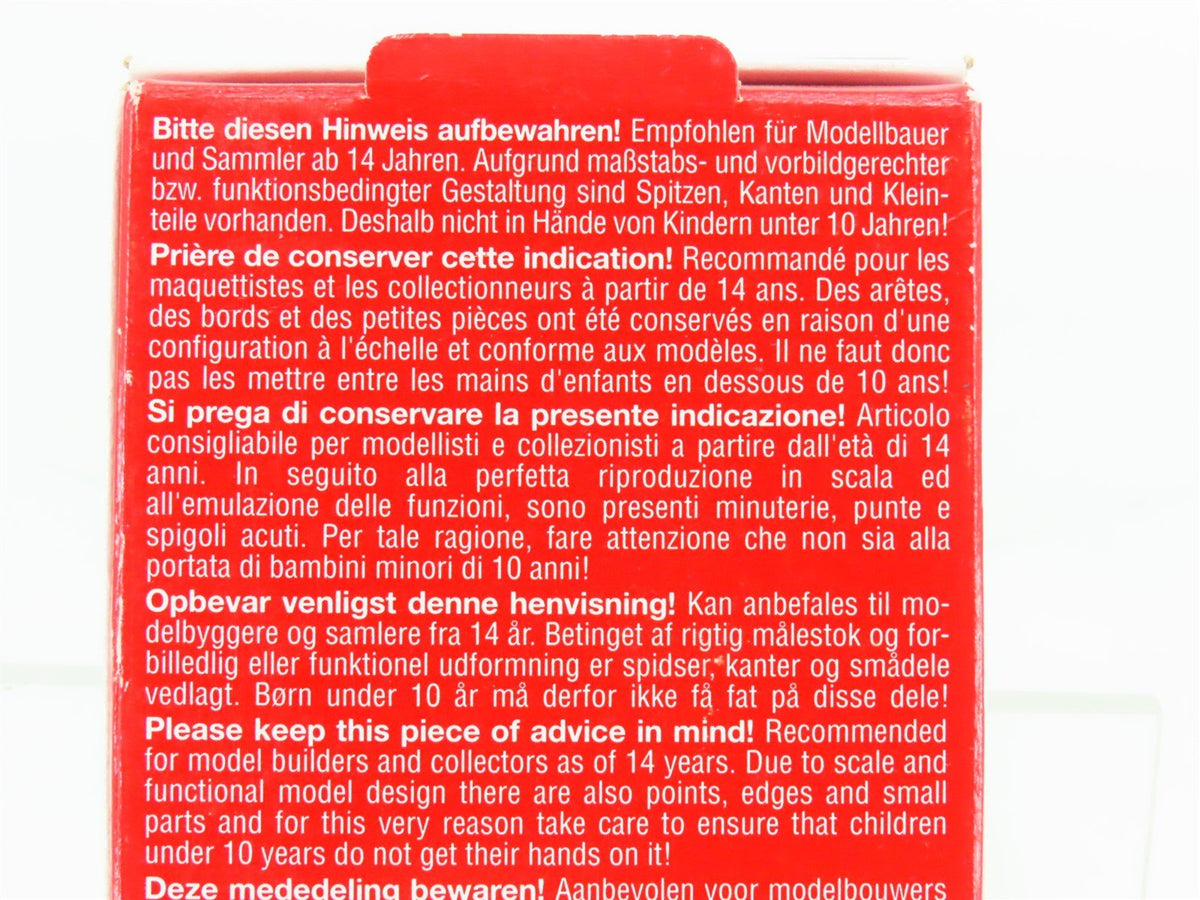 Bitte diesen Hinweis aufbewahren! Empfohlen für Modellbauer
und Sammler ab 14 Jahren. Aufgrund maßstabs- und vorbildgerechter
bzw. funktionsbedingter Gestaltung sind Spitzen, Kanten und Klein-
teile vorhanden. Deshalb nicht in Hände von Kindern unter 10 Jahren!
Prière de conserver cette indication! Recommandé pour les
maquettistes et les collectionneurs à partir de 14 ans. Des arêtes,
des bords et des petites pièces ont été conservés en raison d'une
configuration à l'échelle et conforme aux modèles. Il ne faut donc
pas les mettre entre les mains d'enfants en dessous de 10 ans!
Si prega di conservare la presente indicazione! Articolo
consigliabile per modellisti e collezionisti a partire dall'età di 14
anni. In seguito alla perfetta riproduzione in scala ed
all'emulazione delle funzioni, sono presenti minuterie, punte e
spigoli acuti. Per tale ragione, fare attenzione che non sia alla
portata di bambini minori di 10 anni!
Opbevar venligst denne henvisning! Kan anbefales til mo-
delbyggere og samlere fra 14 år. Betinget af rigtig målestok og for-
billedlig eller funktionel udformning er spidser, kanter og smådele
vedlagt. Børn under 10 år må derfor ikke få fat på disse dele!
Please keep this piece of advice in mind! Recommended
for model builders and collectors as of 14 years. Due to scale and
functional model design there are also points, edges and small
parts and for this very reason take care to ensure that children
under 10 years do not get their hands on it!
Deze mededeling bewaren! Aanbevolen voor modelbouwers